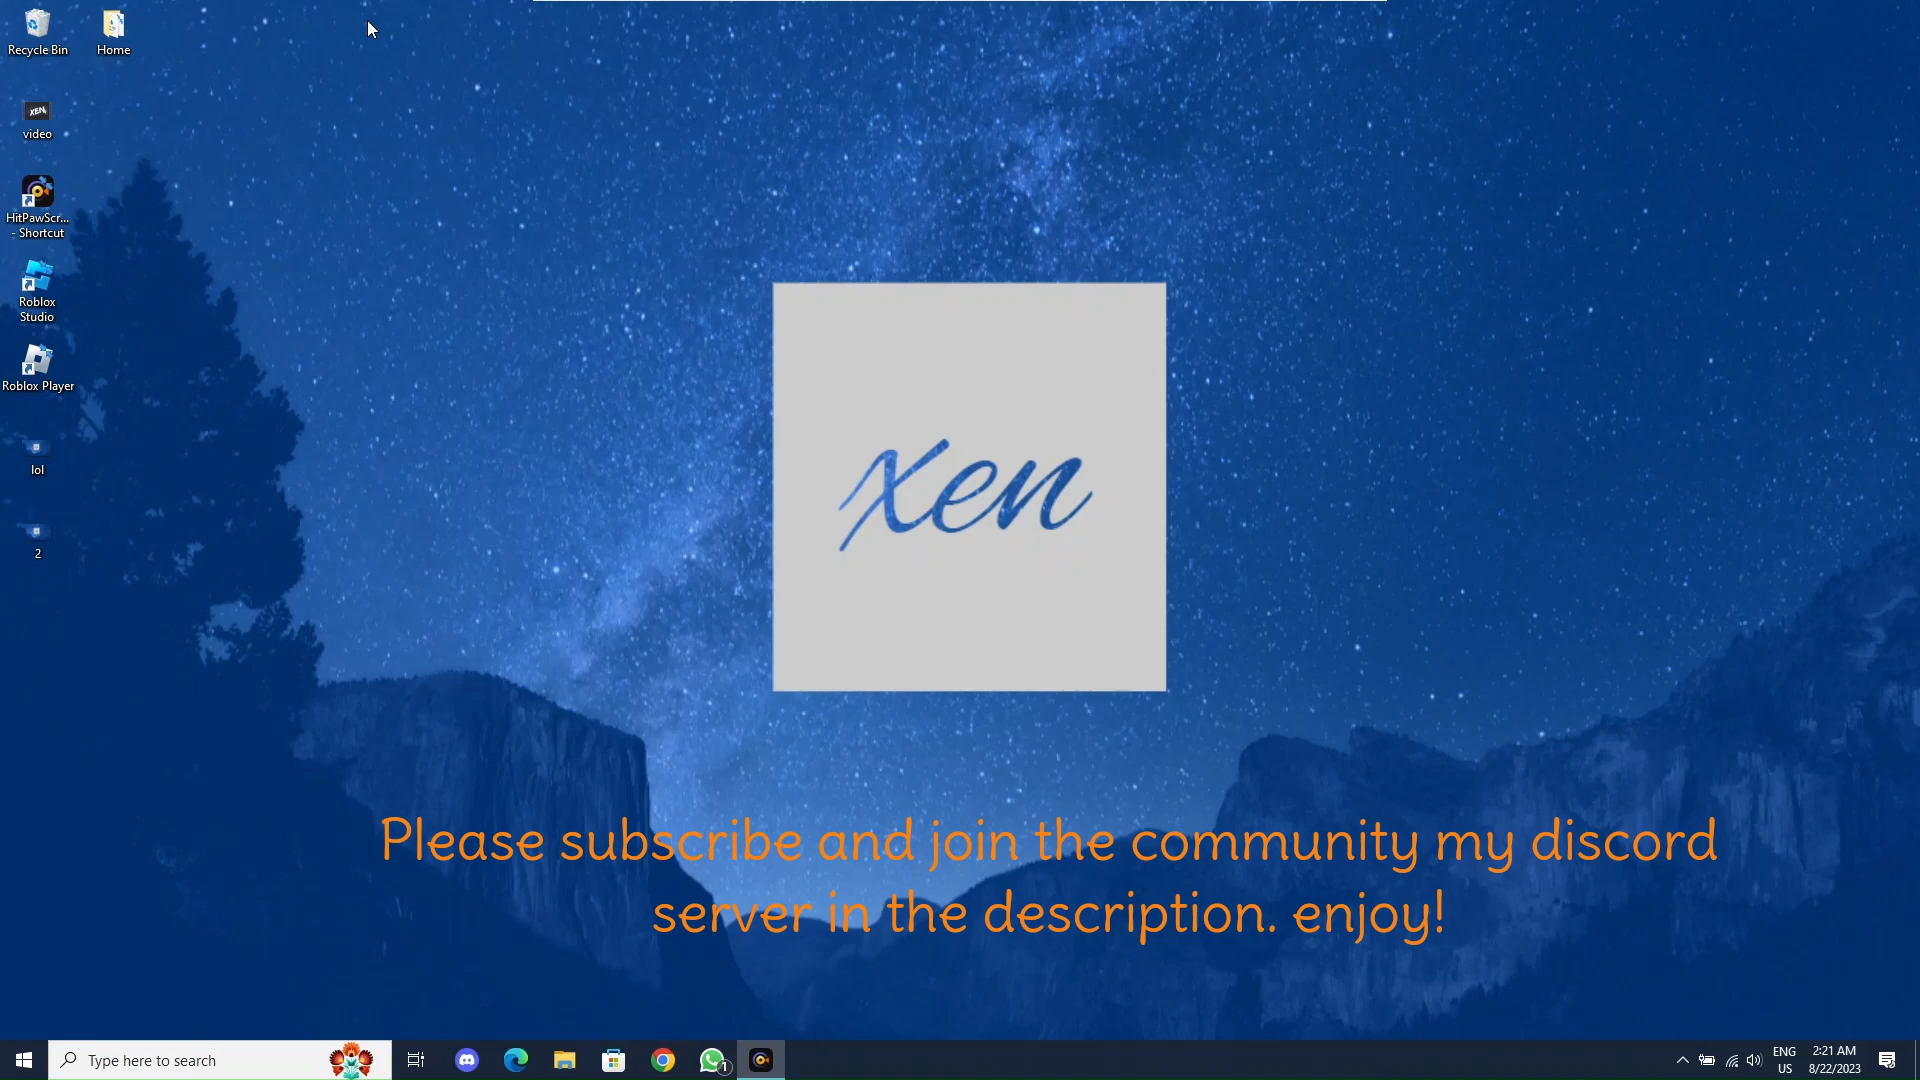 Recycle Bin
Home
XEN
video
HitPawScr...
- Shortcut
Roblox
Studio
Roblox Player
lol
2
xen
Please subscribe and join the community my discord
server in the description. enjoy!
Type here to search
1
ENG
US
2:21 AM
8/22/2023